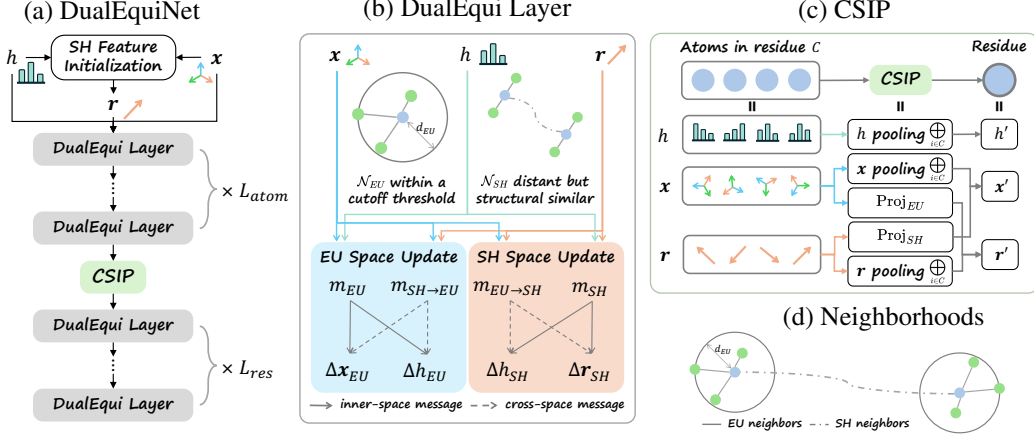 (a) DualEquiNet
h
SH Feature
Initialization
x
r
DualEqui Layer
× L_atom
DualEqui Layer
CSIP
DualEqui Layer
× L_res
DualEqui Layer
(b) DualEqui Layer
x
h
r
d_EU
𝒩_EU within a
cutoff threshold
𝒩_SH distant but
structural similar
EU Space Update
SH Space Update
m_EU
m_SH→EU
m_EU→SH
m_SH
Δx_EU
Δh_EU
Δh_SH
Δr_SH
inner-space message
cross-space message
(c) CSIP
Atoms in residue C
Residue
CSIP
=
=
=
h
h pooling ⊕ i∈C
h′
x
x pooling ⊕ i∈C
Proj_EU
x′
r
Proj_SH
r pooling ⊕ i∈C
r′
(d) Neighborhoods
d_EU
EU neighbors
SH neighbors